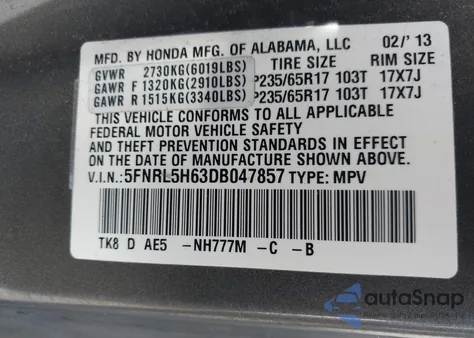 MFD. BY HONDA MFG. OF ALABAMA, LLC 02/'13
GVWR 2730KG(6019LBS) TIRE SIZE RIM SIZE
GAWR F 1320KG(2910LBS) P235/65R17 103T 17X7J
GAWR R 1515KG(3340LBS) P235/65R17 103T 17X7J
THIS VEHICLE CONFORMS TO ALL APPLICABLE
FEDERAL MOTOR VEHICLE SAFETY
AND THEFT PREVENTION STANDARDS IN EFFECT
ON THE DATE OF MANUFACTURE SHOWN ABOVE.
V.I.N.: 5FNRL5H63DB047857 TYPE: MPV
TK8 D AE5 -NH777M -C -B
autoSnap